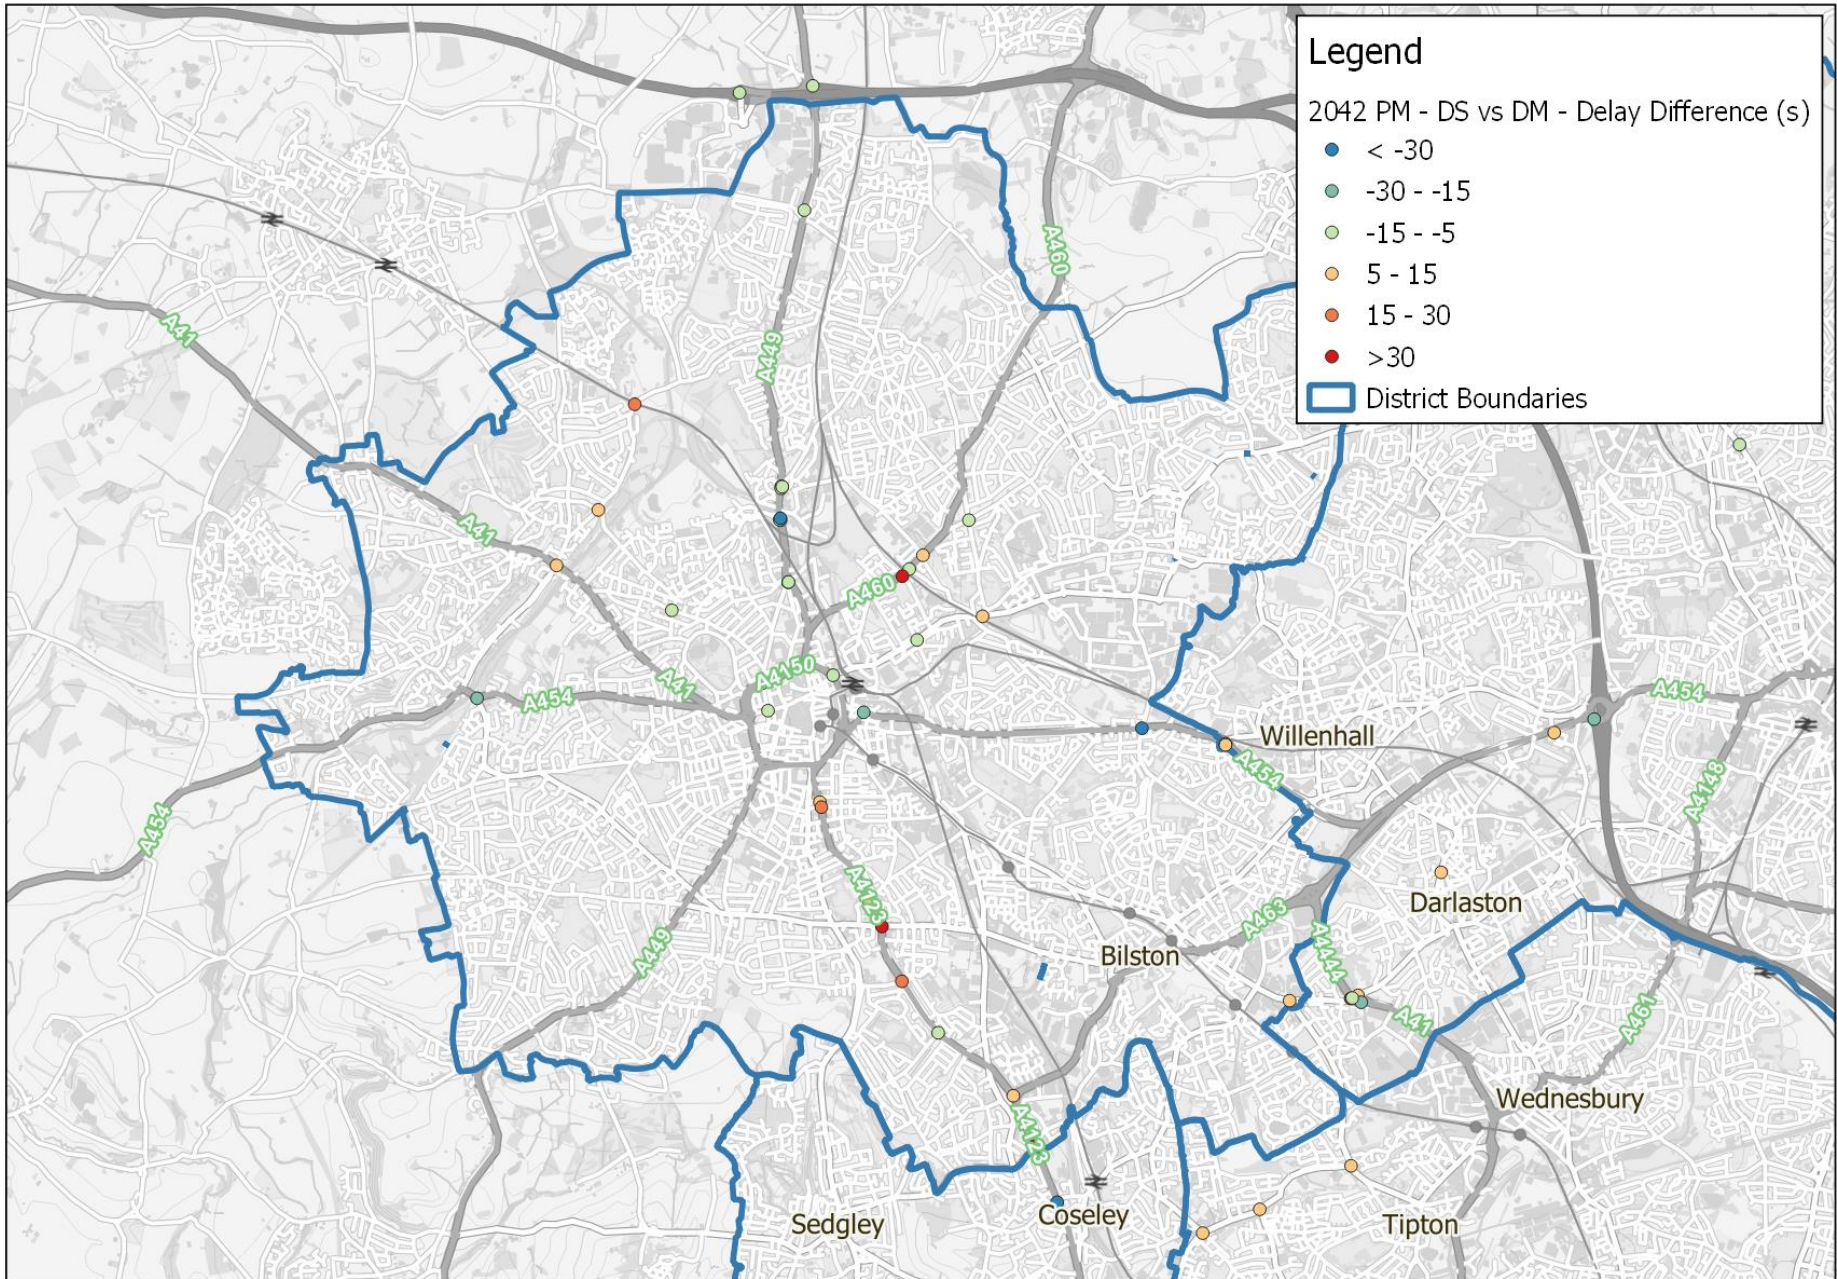 Legend
2042 PM - DS vs DM - Delay Difference (s)
< -30
-30 - -15
-15 - -5
5 - 15
15 - 30
>30
District Boundaries
A460
A41
A449
A41
A460
A4150
A41
A454
A454
Willenhall
A454
A4148
A454
A4123
Darlaston
A463
A449
Bilston
A4444
A41
A461
Wednesbury
A4123
Sedgley
Coseley
Tipton